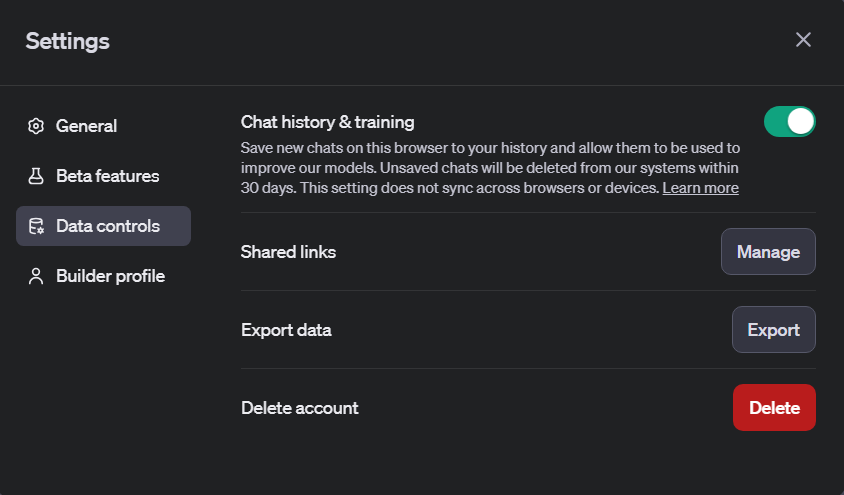 Settings
General
Beta features
Data controls
Builder profile
Chat history & training
Save new chats on this browser to your history and allow them to be used to
improve our models. Unsaved chats will be deleted from our systems within
30 days. This setting does not sync across browsers or devices. Learn more
Shared links
Manage
Export data
Export
Delete account
Delete